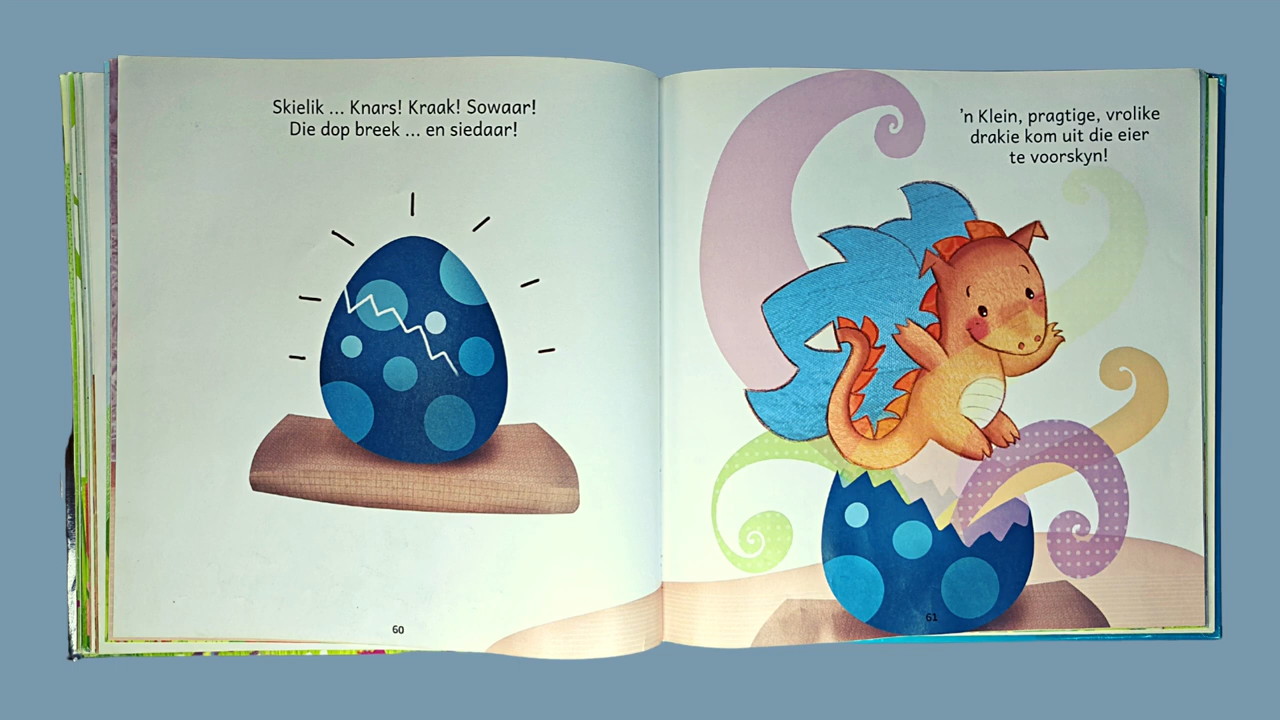 Skielik ... Knars! Kraak! Sowaar!
Die dop breek ... en siedaar!
60
'n Klein, pragtige, vrolike
drakie kom uit die eier
te voorskyn!
61